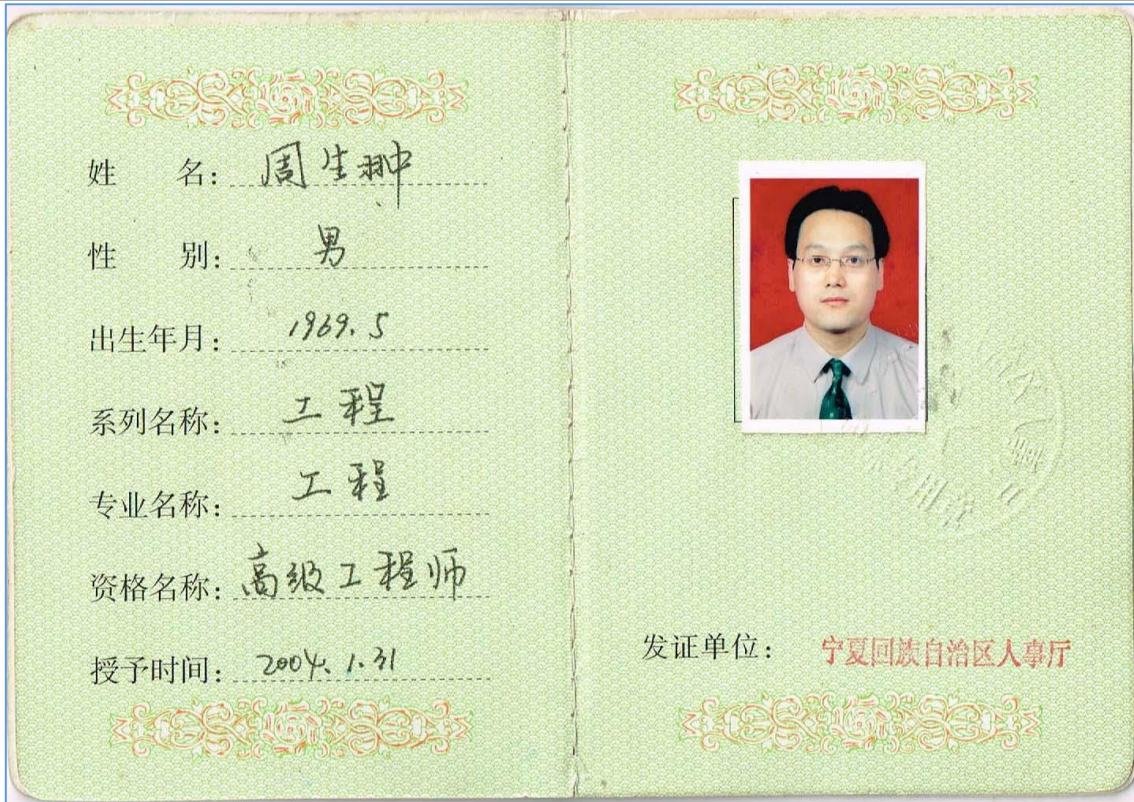 姓 名: 周生翀
性 别: 男
出生年月: 1969.5
系列名称: 工程
专业名称: 工程
资格名称: 高级工程师
授予时间: 2004.1.31
发证单位: 宁夏回族自治区人事厅